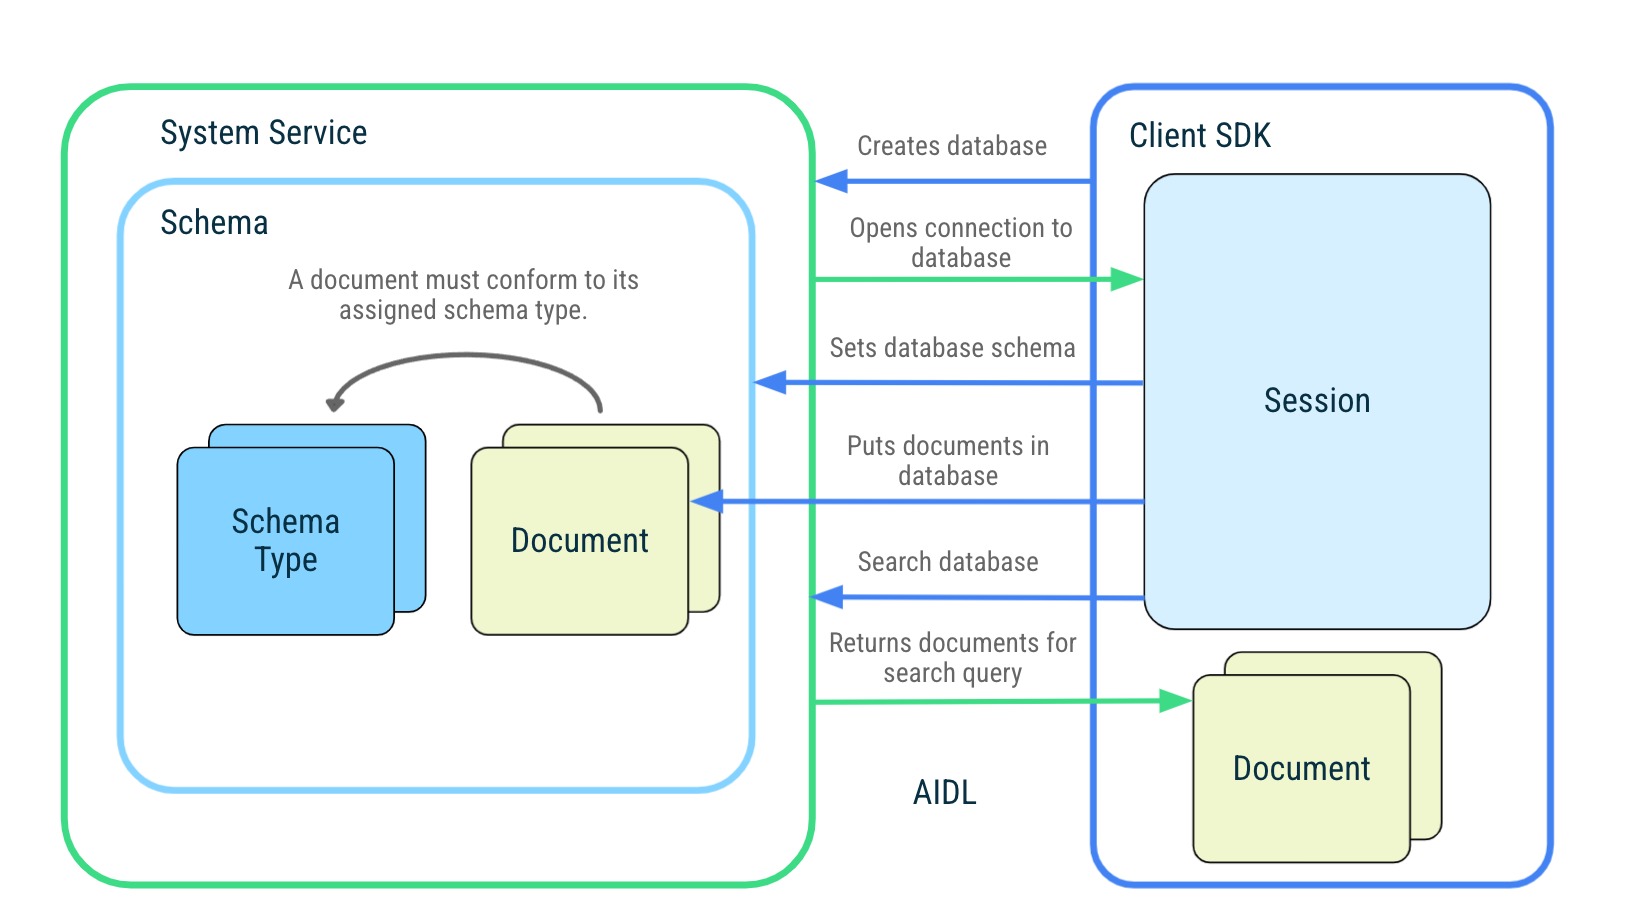 System Service
Schema
A document must conform to its
assigned schema type.
Schema
Type
Document
Creates database
Opens connection to
database
Sets database schema
Puts documents in
database
Search database
Returns documents for
search query
AIDL
Client SDK
Session
Document